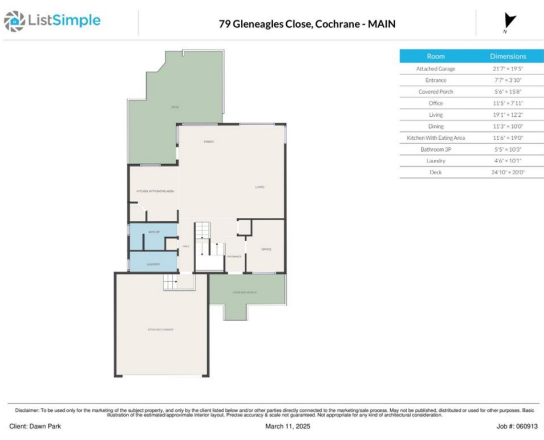 ListSimple
79 Gleneagles Close, Cochrane - MAIN
N
Room Dimensions
Attached Garage 21'7" × 19'5"
Entrance 7'7" × 3'10"
Covered Porch 5'6" × 15'8"
Office 11'5" × 7'11"
Living 19'1" × 12'2"
Dining 11'3" × 10'0"
Kitchen With Eating Area 11'6" × 19'0"
Bathroom 3P 5'5" × 10'3"
Laundry 4'6" × 10'1"
Deck 24'10" × 20'0"
DECK
DINING
LIVING
KITCHEN WITH EATING AREA
BATH 3P
HALL
OFFICE
ENTRANCE
LAUNDRY
COVERED PORCH
ATTACHED GARAGE
Disclaimer: To be used only for the marketing of the subject property, and only by the client listed below and/or other parties directly connected to the marketing/sale process. May not be published, distributed or used for other purposes. Basic
illustration of the estimated/approximate interior layout, Precise accuracy & scale not guaranteed. Not appropriate for any kind of architectural consideration.
Client: Dawn Park March 11, 2025 Job #: 060913